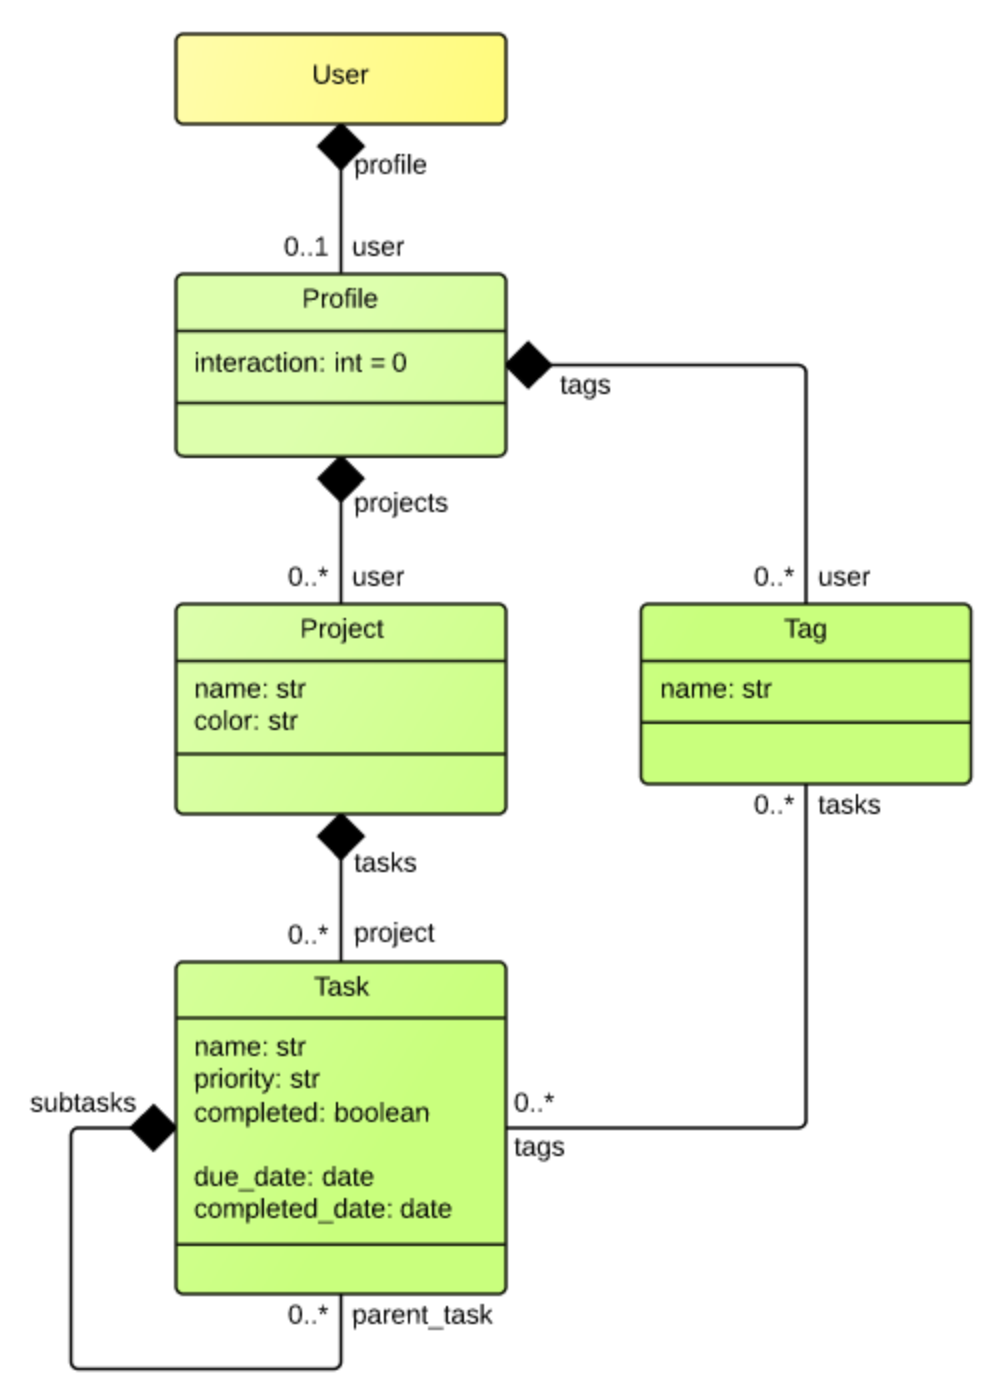 User
profile
0..1 user
Profile
interaction: int = 0
tags
projects
0..* user
0..* user
Project
name: str
color: str
Tag
name: str
0..* tasks
tasks
0..* project
Task
name: str
priority: str
completed: boolean
due_date: date
completed_date: date
subtasks
0..*
tags
0..* parent_task